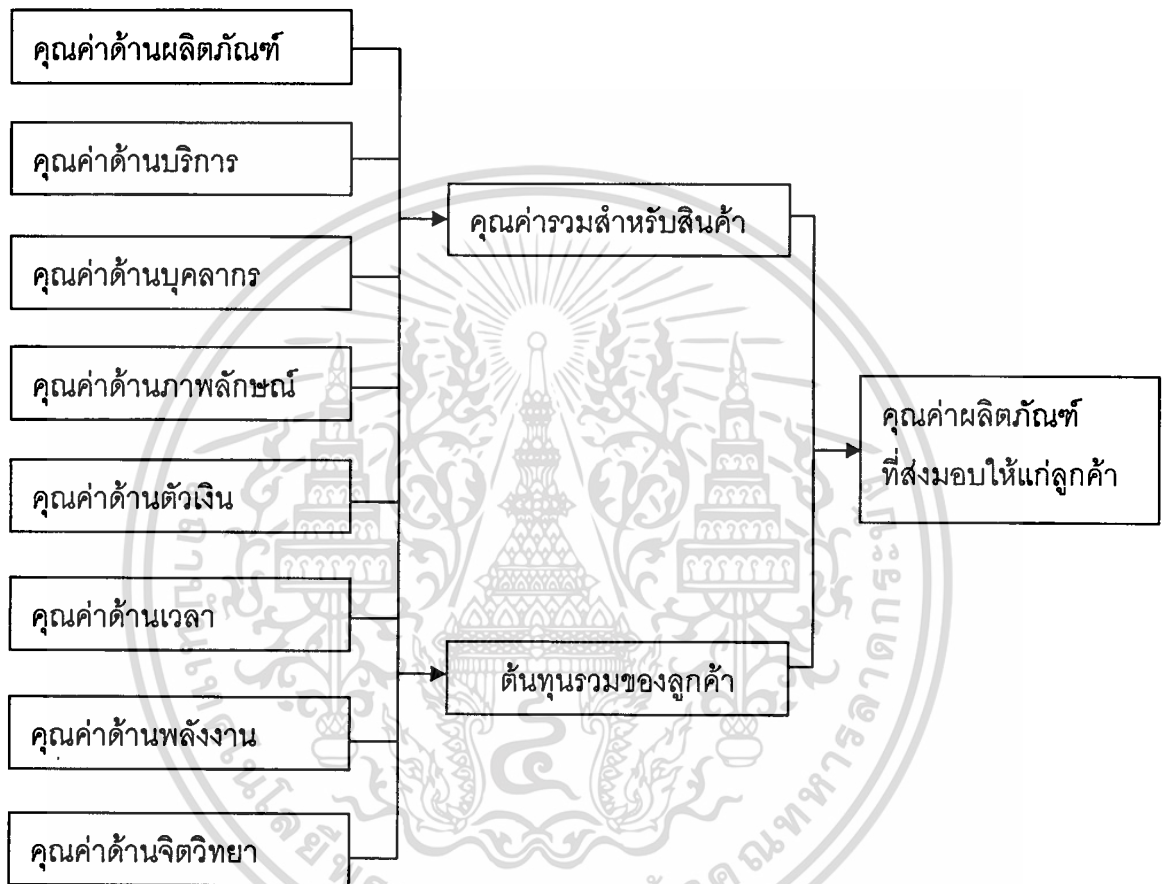 คุณค่าด้านผลิตภัณฑ์
คุณค่าด้านบริการ
คุณค่าด้านบุคลากร
คุณค่าด้านภาพลักษณ์
คุณค่าด้านตัวเงิน
คุณค่าด้านเวลา
คุณค่าด้านพลังงาน
คุณค่าด้านจิตวิทยา
คุณค่ารวมสำหรับสินค้า
ต้นทุนรวมของลูกค้า
คุณค่าผลิตภัณฑ์
ที่ส่งมอบให้แก่ลูกค้า